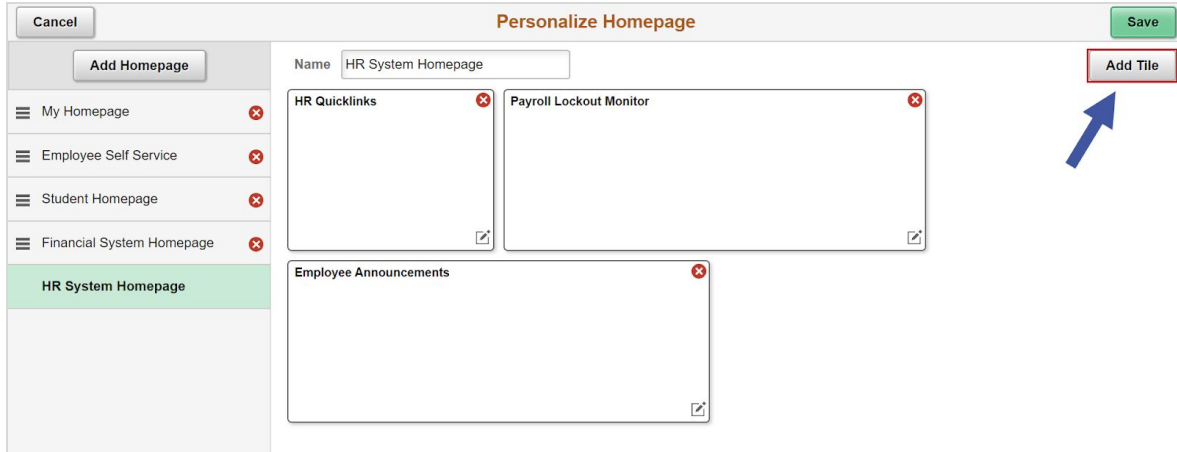 Cancel
Personalize Homepage
Save
Add Homepage
Name HR System Homepage
Add Tile
My Homepage
Employee Self Service
Student Homepage
Financial System Homepage
HR System Homepage
HR Quicklinks
Payroll Lockout Monitor
Employee Announcements